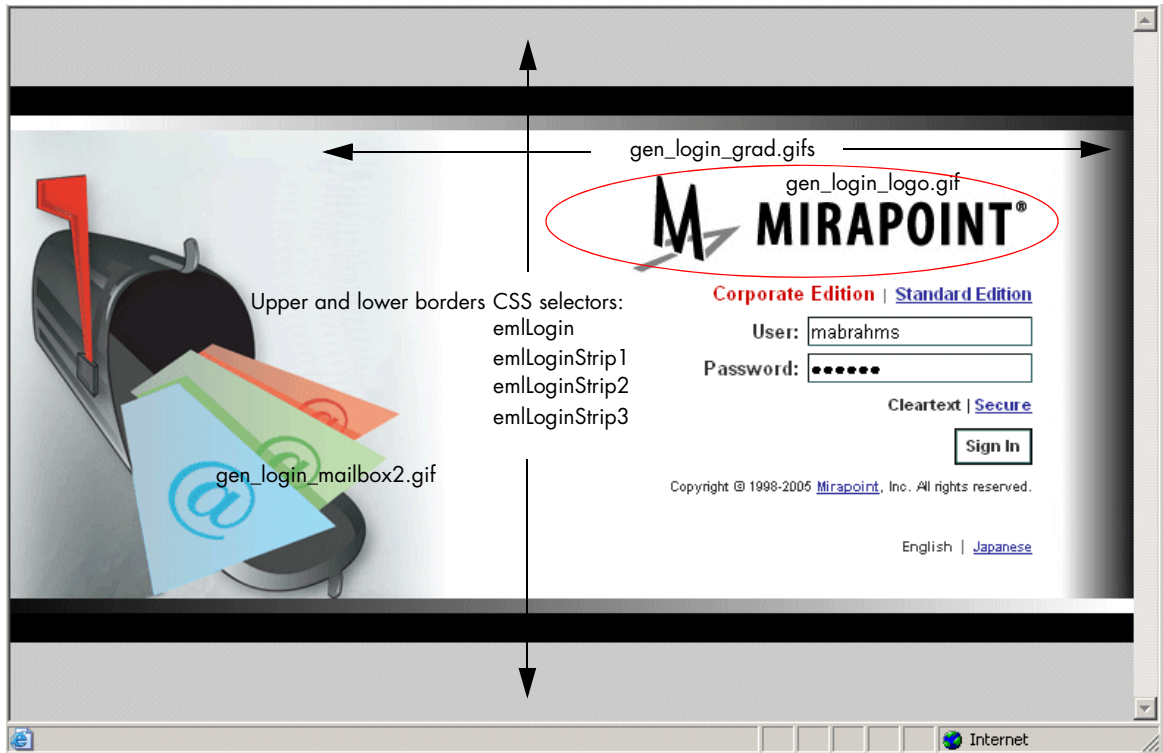 gen_login_grad.gifs
gen_login_logo.gif
MIRAPOINT®
Corporate Edition | Standard Edition
Upper and lower borders CSS selectors:
emlLogin
emlLoginStrip1
emlLoginStrip2
emlLoginStrip3
User: mabrahms
Password: ●●●●●●
Cleartext | Secure
Sign In
gen_login_mailbox2.gif
@
@
@
Copyright © 1998-2005 Mirapoint, Inc. All rights reserved.
English | Japanese
Internet